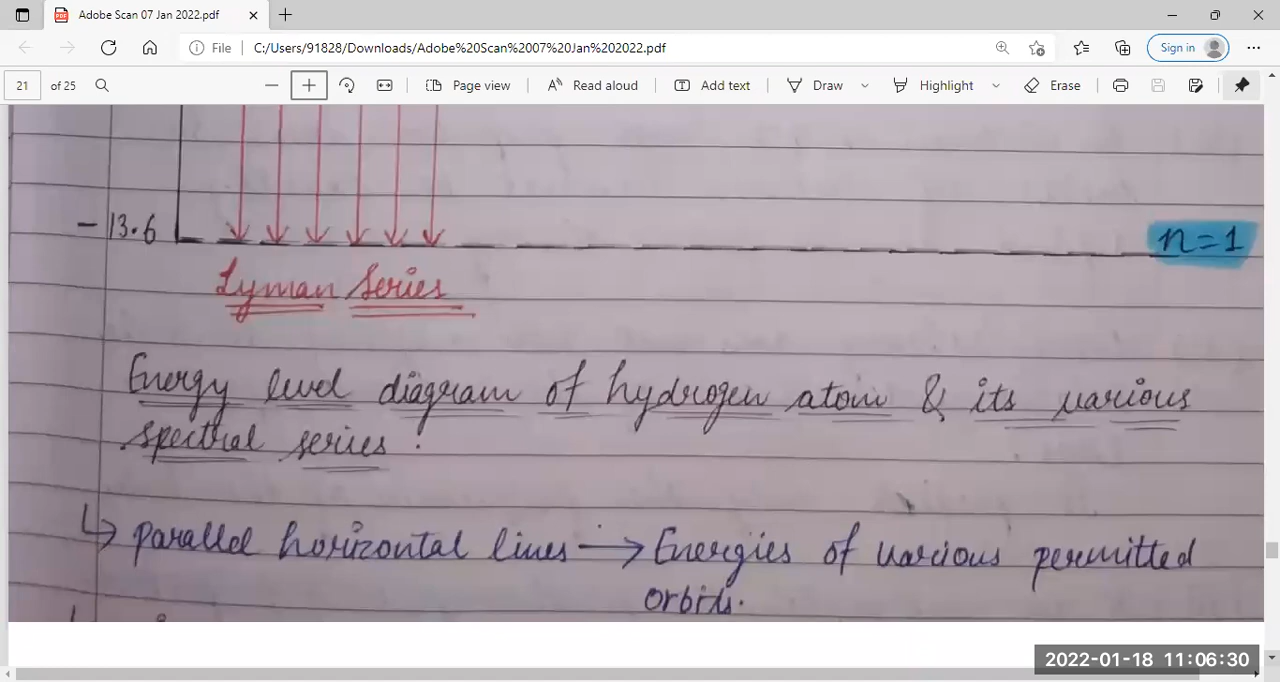 Adobe Scan 07 Jan 2022.pdf
File
C:/Users/91828/Downloads/Adobe%20Scan%2007%20Jan%202022.pdf
Sign in
21 of 25
Page view
Read aloud
Add text
Draw
Highlight
Erase
-13.6
n=1
Lyman Series
Energy level diagram of hydrogen atom & its various
spectral series.
↳ parallel horizontal lines → Energies of various permitted
orbits.
2022-01-18 11:06:30